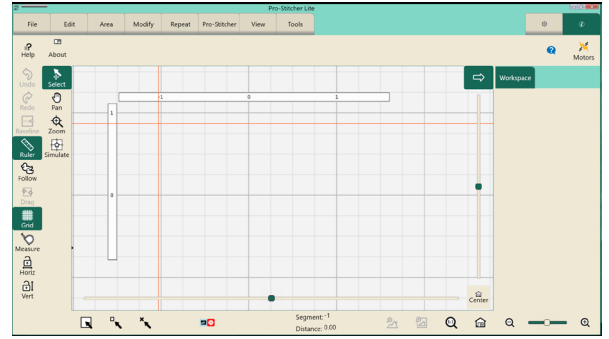 Pro-Stitcher Lite
File Edit Area Modify Repeat Pro-Stitcher View Tools
Help About Motors
Undo Select Workspace
Redo Pan
Baseline Zoom
Ruler Simulate
Follow
Drag
Grid
Measure
Horiz
Vert
-1 0 1
1
0
Center
Segment: -1
Distance: 0.00
1:1